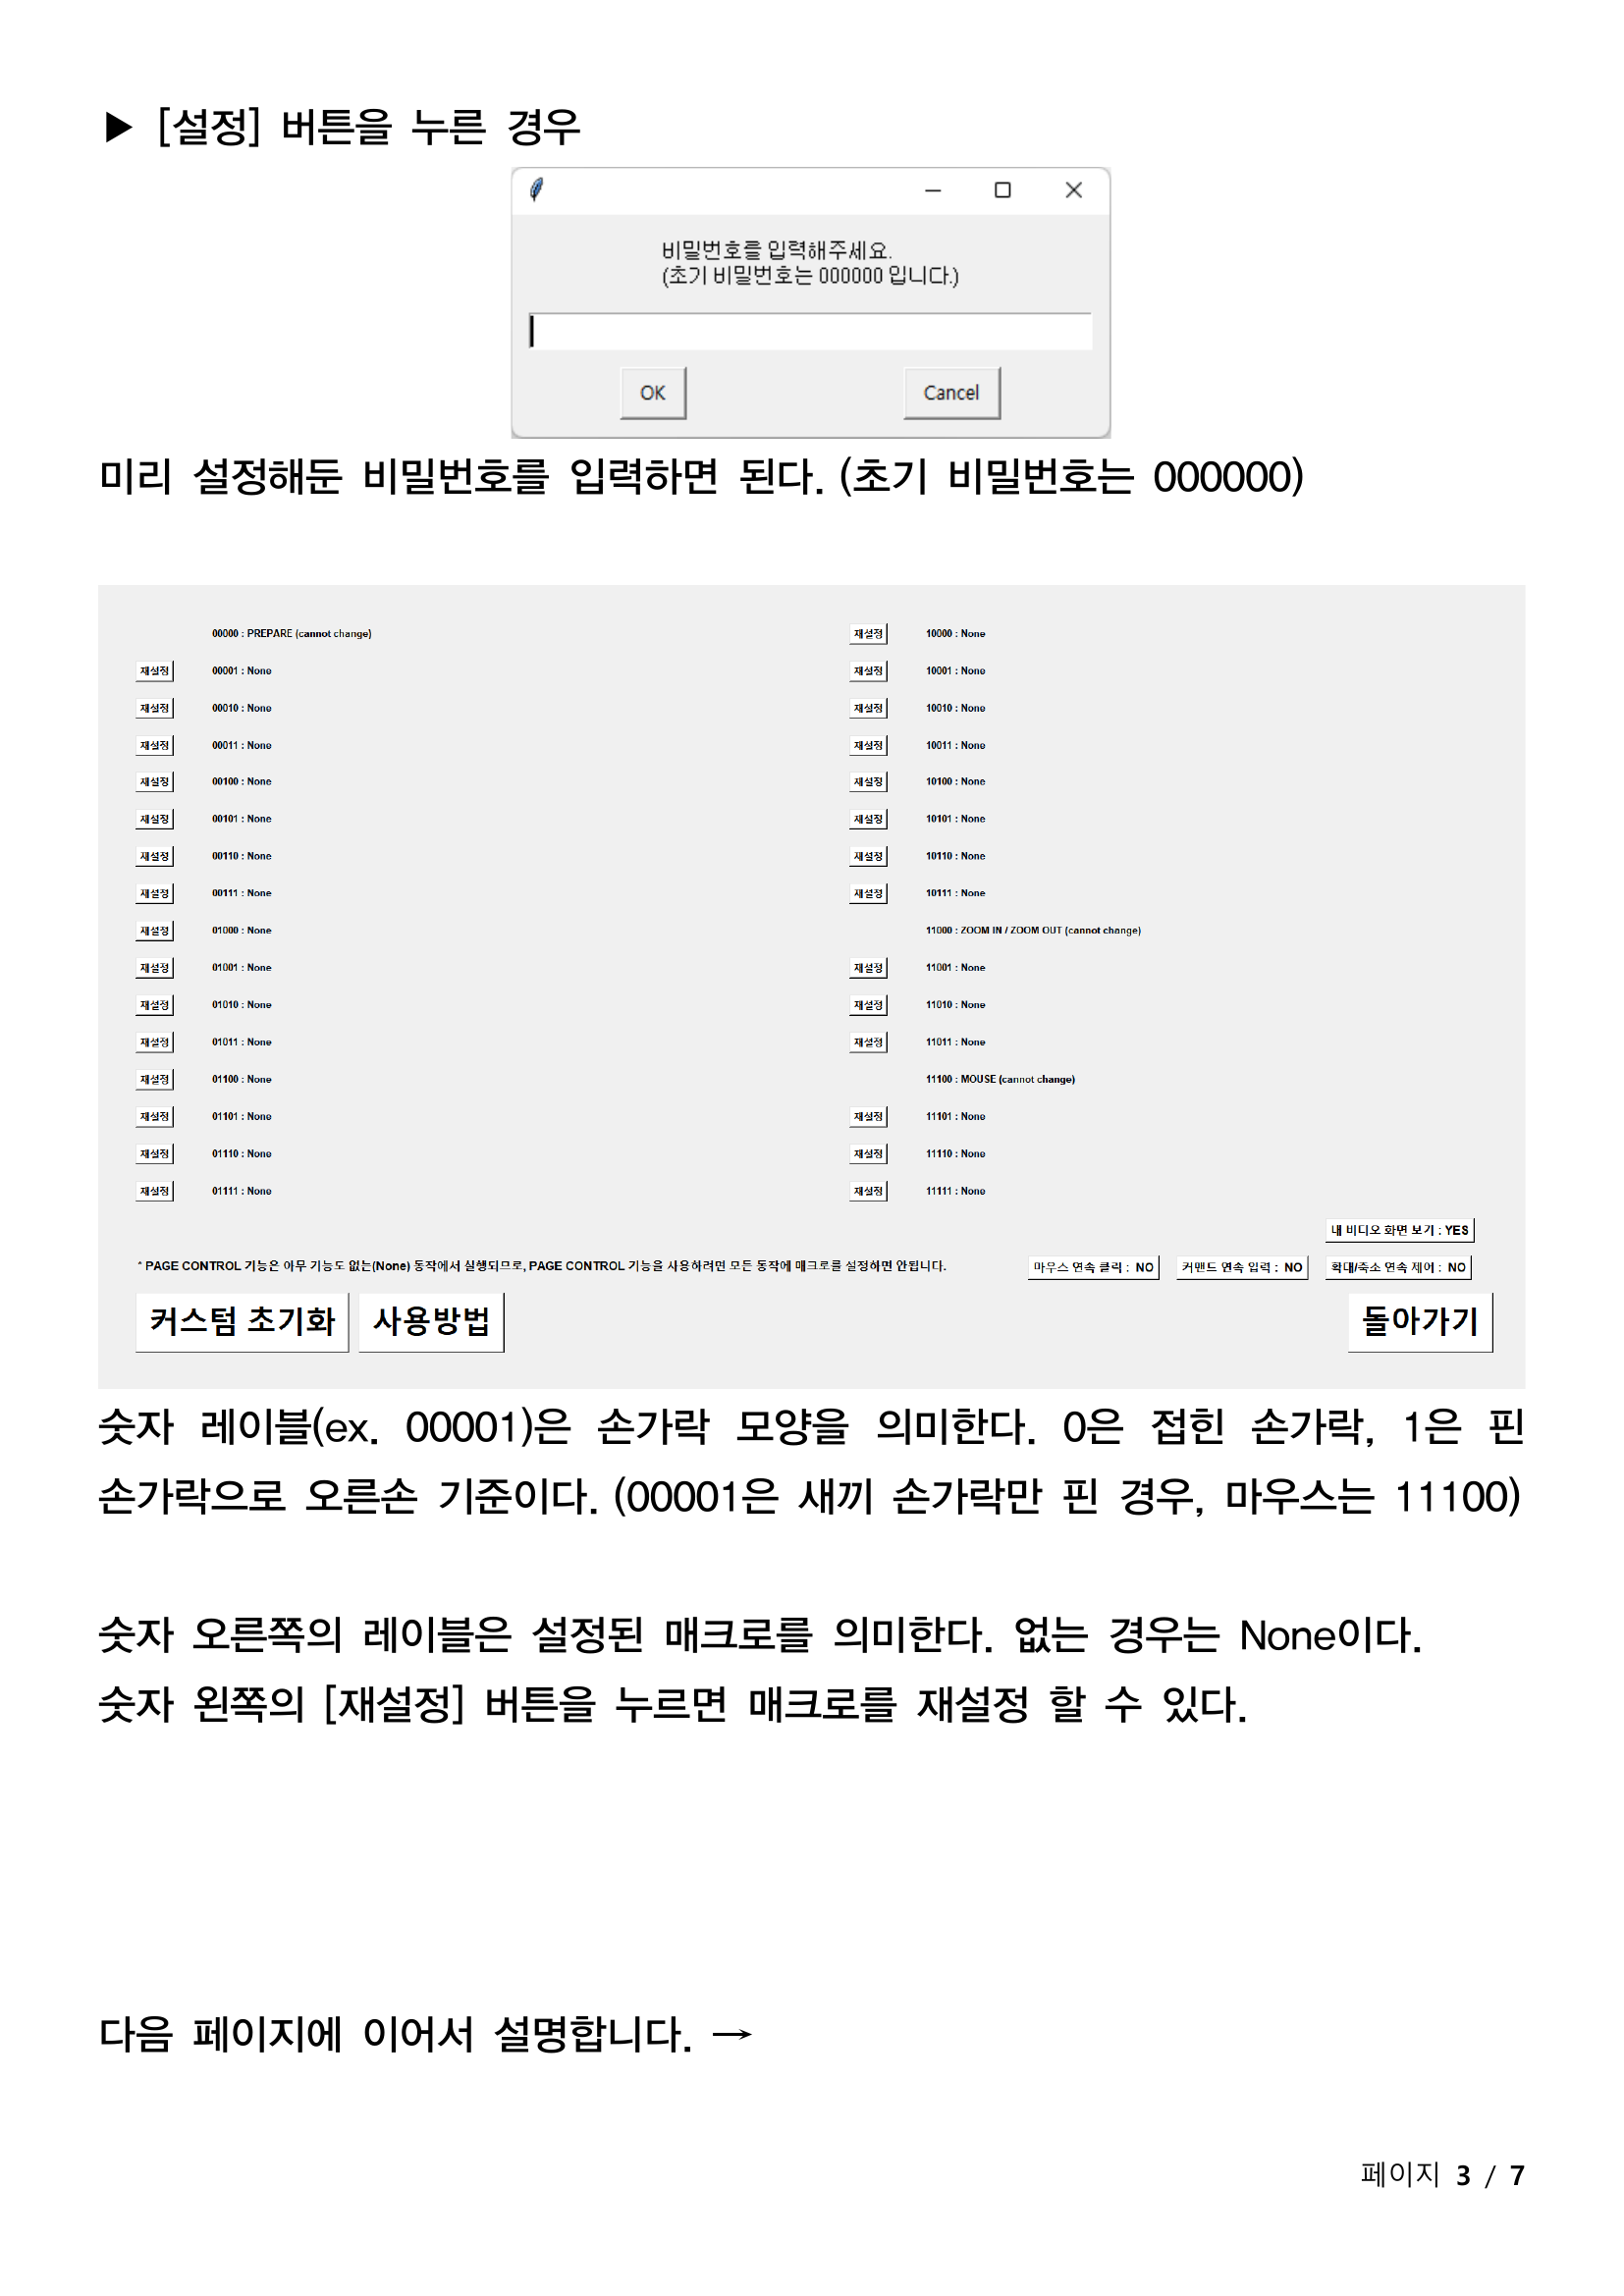 ▶ [설정] 버튼을 누른 경우
비밀번호를 입력해주세요.
(초기 비밀번호는 000000 입니다.)
OK
Cancel
미리 설정해둔 비밀번호를 입력하면 된다. (초기 비밀번호는 000000)
00000 : PREPARE (cannot change)
재설정 00001 : None
재설정 00010 : None
재설정 00011 : None
재설정 00100 : None
재설정 00101 : None
재설정 00110 : None
재설정 00111 : None
재설정 01000 : None
재설정 01001 : None
재설정 01010 : None
재설정 01011 : None
재설정 01100 : None
재설정 01101 : None
재설정 01110 : None
재설정 01111 : None
재설정 10000 : None
재설정 10001 : None
재설정 10010 : None
재설정 10011 : None
재설정 10100 : None
재설정 10101 : None
재설정 10110 : None
재설정 10111 : None
11000 : ZOOM IN / ZOOM OUT (cannot change)
재설정 11001 : None
재설정 11010 : None
재설정 11011 : None
11100 : MOUSE (cannot change)
재설정 11101 : None
재설정 11110 : None
재설정 11111 : None
내 비디오 화면 보기 : YES
* PAGE CONTROL 기능은 아무 기능도 없는(None) 동작에서 실행되므로, PAGE CONTROL 기능을 사용하려면 모든 동작에 매크로를 설정하면 안됩니다.
마우스 연속 클릭 : NO
커맨드 연속 입력 : NO
확대/축소 연속 제어 : NO
커스텀 초기화
사용방법
돌아가기
숫자 레이블(ex. 00001)은 손가락 모양을 의미한다. 0은 접힌 손가락, 1은 핀
손가락으로 오른손 기준이다. (00001은 새끼 손가락만 핀 경우, 마우스는 11100)
숫자 오른쪽의 레이블은 설정된 매크로를 의미한다. 없는 경우는 None이다.
숫자 왼쪽의 [재설정] 버튼을 누르면 매크로를 재설정 할 수 있다.
다음 페이지에 이어서 설명합니다. →
페이지 3 / 7